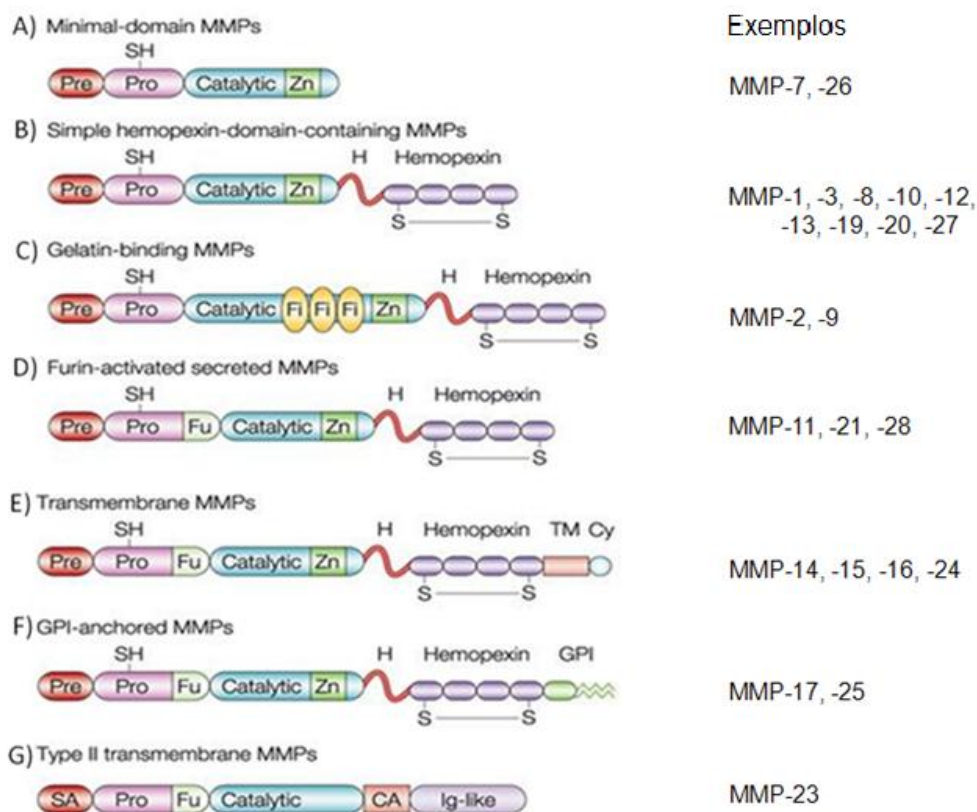 A) Minimal-domain MMPs
Exemplos
SH
Pre Pro Catalytic Zn
MMP-7, -26
B) Simple hemopexin-domain-containing MMPs
SH H Hemopexin
Pre Pro Catalytic Zn
S S
MMP-1, -3, -8, -10, -12,
-13, -19, -20, -27
C) Gelatin-binding MMPs
SH H Hemopexin
Pre Pro Catalytic Fi Fi Fi Zn
S S
MMP-2, -9
D) Furin-activated secreted MMPs
SH H Hemopexin
Pre Pro Fu Catalytic Zn
S S
MMP-11, -21, -28
E) Transmembrane MMPs
SH H Hemopexin TM Cy
Pre Pro Fu Catalytic Zn
S S
MMP-14, -15, -16, -24
F) GPI-anchored MMPs
SH H Hemopexin GPI
Pre Pro Fu Catalytic Zn
S S
MMP-17, -25
G) Type II transmembrane MMPs
SA Pro Fu Catalytic CA Ig-like
MMP-23